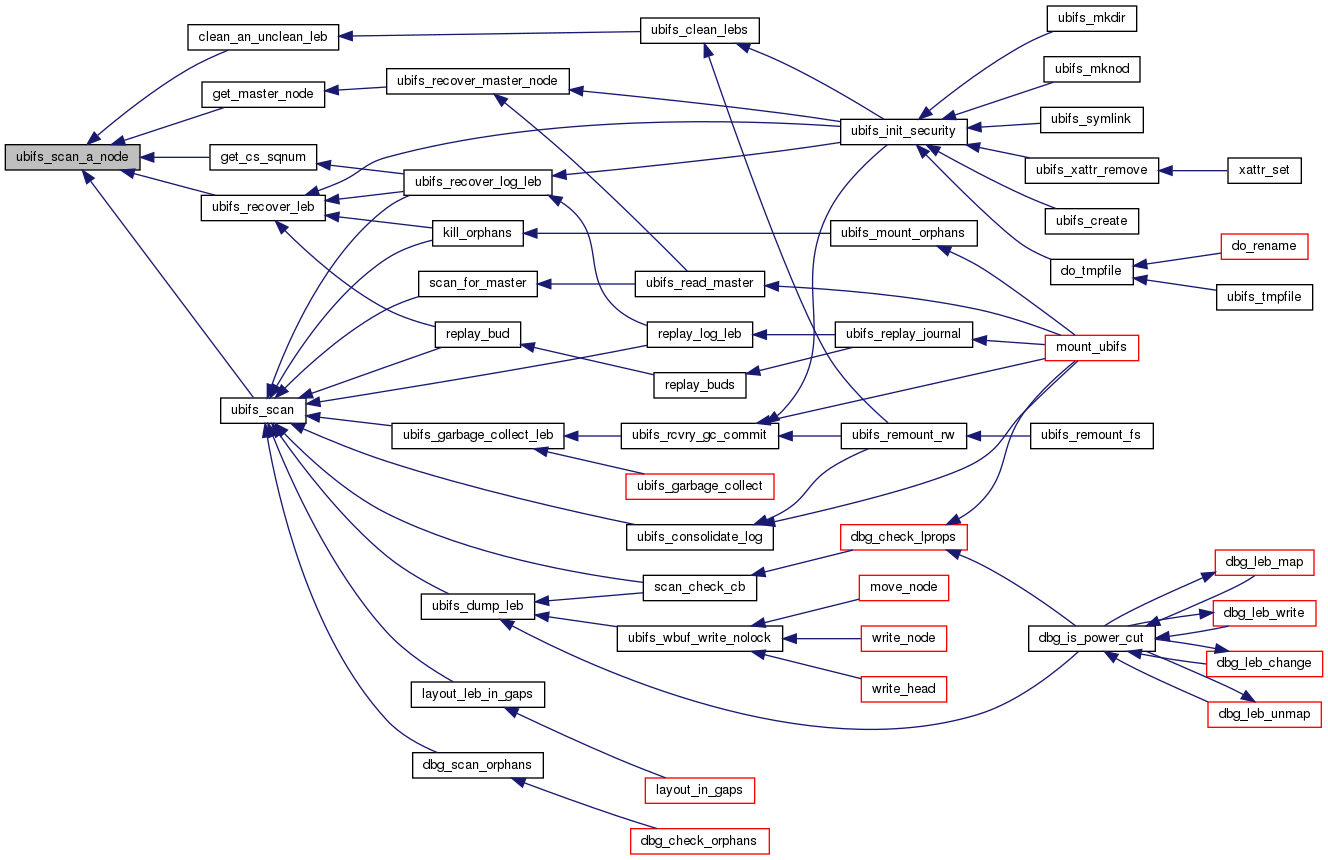 ubifs_scan_a_node
clean_an_unclean_leb
get_master_node
get_cs_sqnum
ubifs_recover_leb
ubifs_scan
ubifs_recover_master_node
ubifs_recover_log_leb
kill_orphans
scan_for_master
replay_bud
ubifs_garbage_collect_leb
ubifs_dump_leb
layout_leb_in_gaps
dbg_scan_orphans
ubifs_clean_lebs
ubifs_read_master
replay_log_leb
replay_buds
ubifs_rcvry_gc_commit
ubifs_garbage_collect
ubifs_consolidate_log
scan_check_cb
ubifs_wbuf_write_nolock
layout_in_gaps
dbg_check_orphans
ubifs_init_security
ubifs_mount_orphans
ubifs_replay_journal
ubifs_remount_rw
dbg_check_lprops
move_node
write_node
write_head
ubifs_mkdir
ubifs_mknod
ubifs_symlink
ubifs_xattr_remove
ubifs_create
do_tmpfile
mount_ubifs
ubifs_remount_fs
dbg_is_power_cut
xattr_set
do_rename
ubifs_tmpfile
dbg_leb_map
dbg_leb_write
dbg_leb_change
dbg_leb_unmap